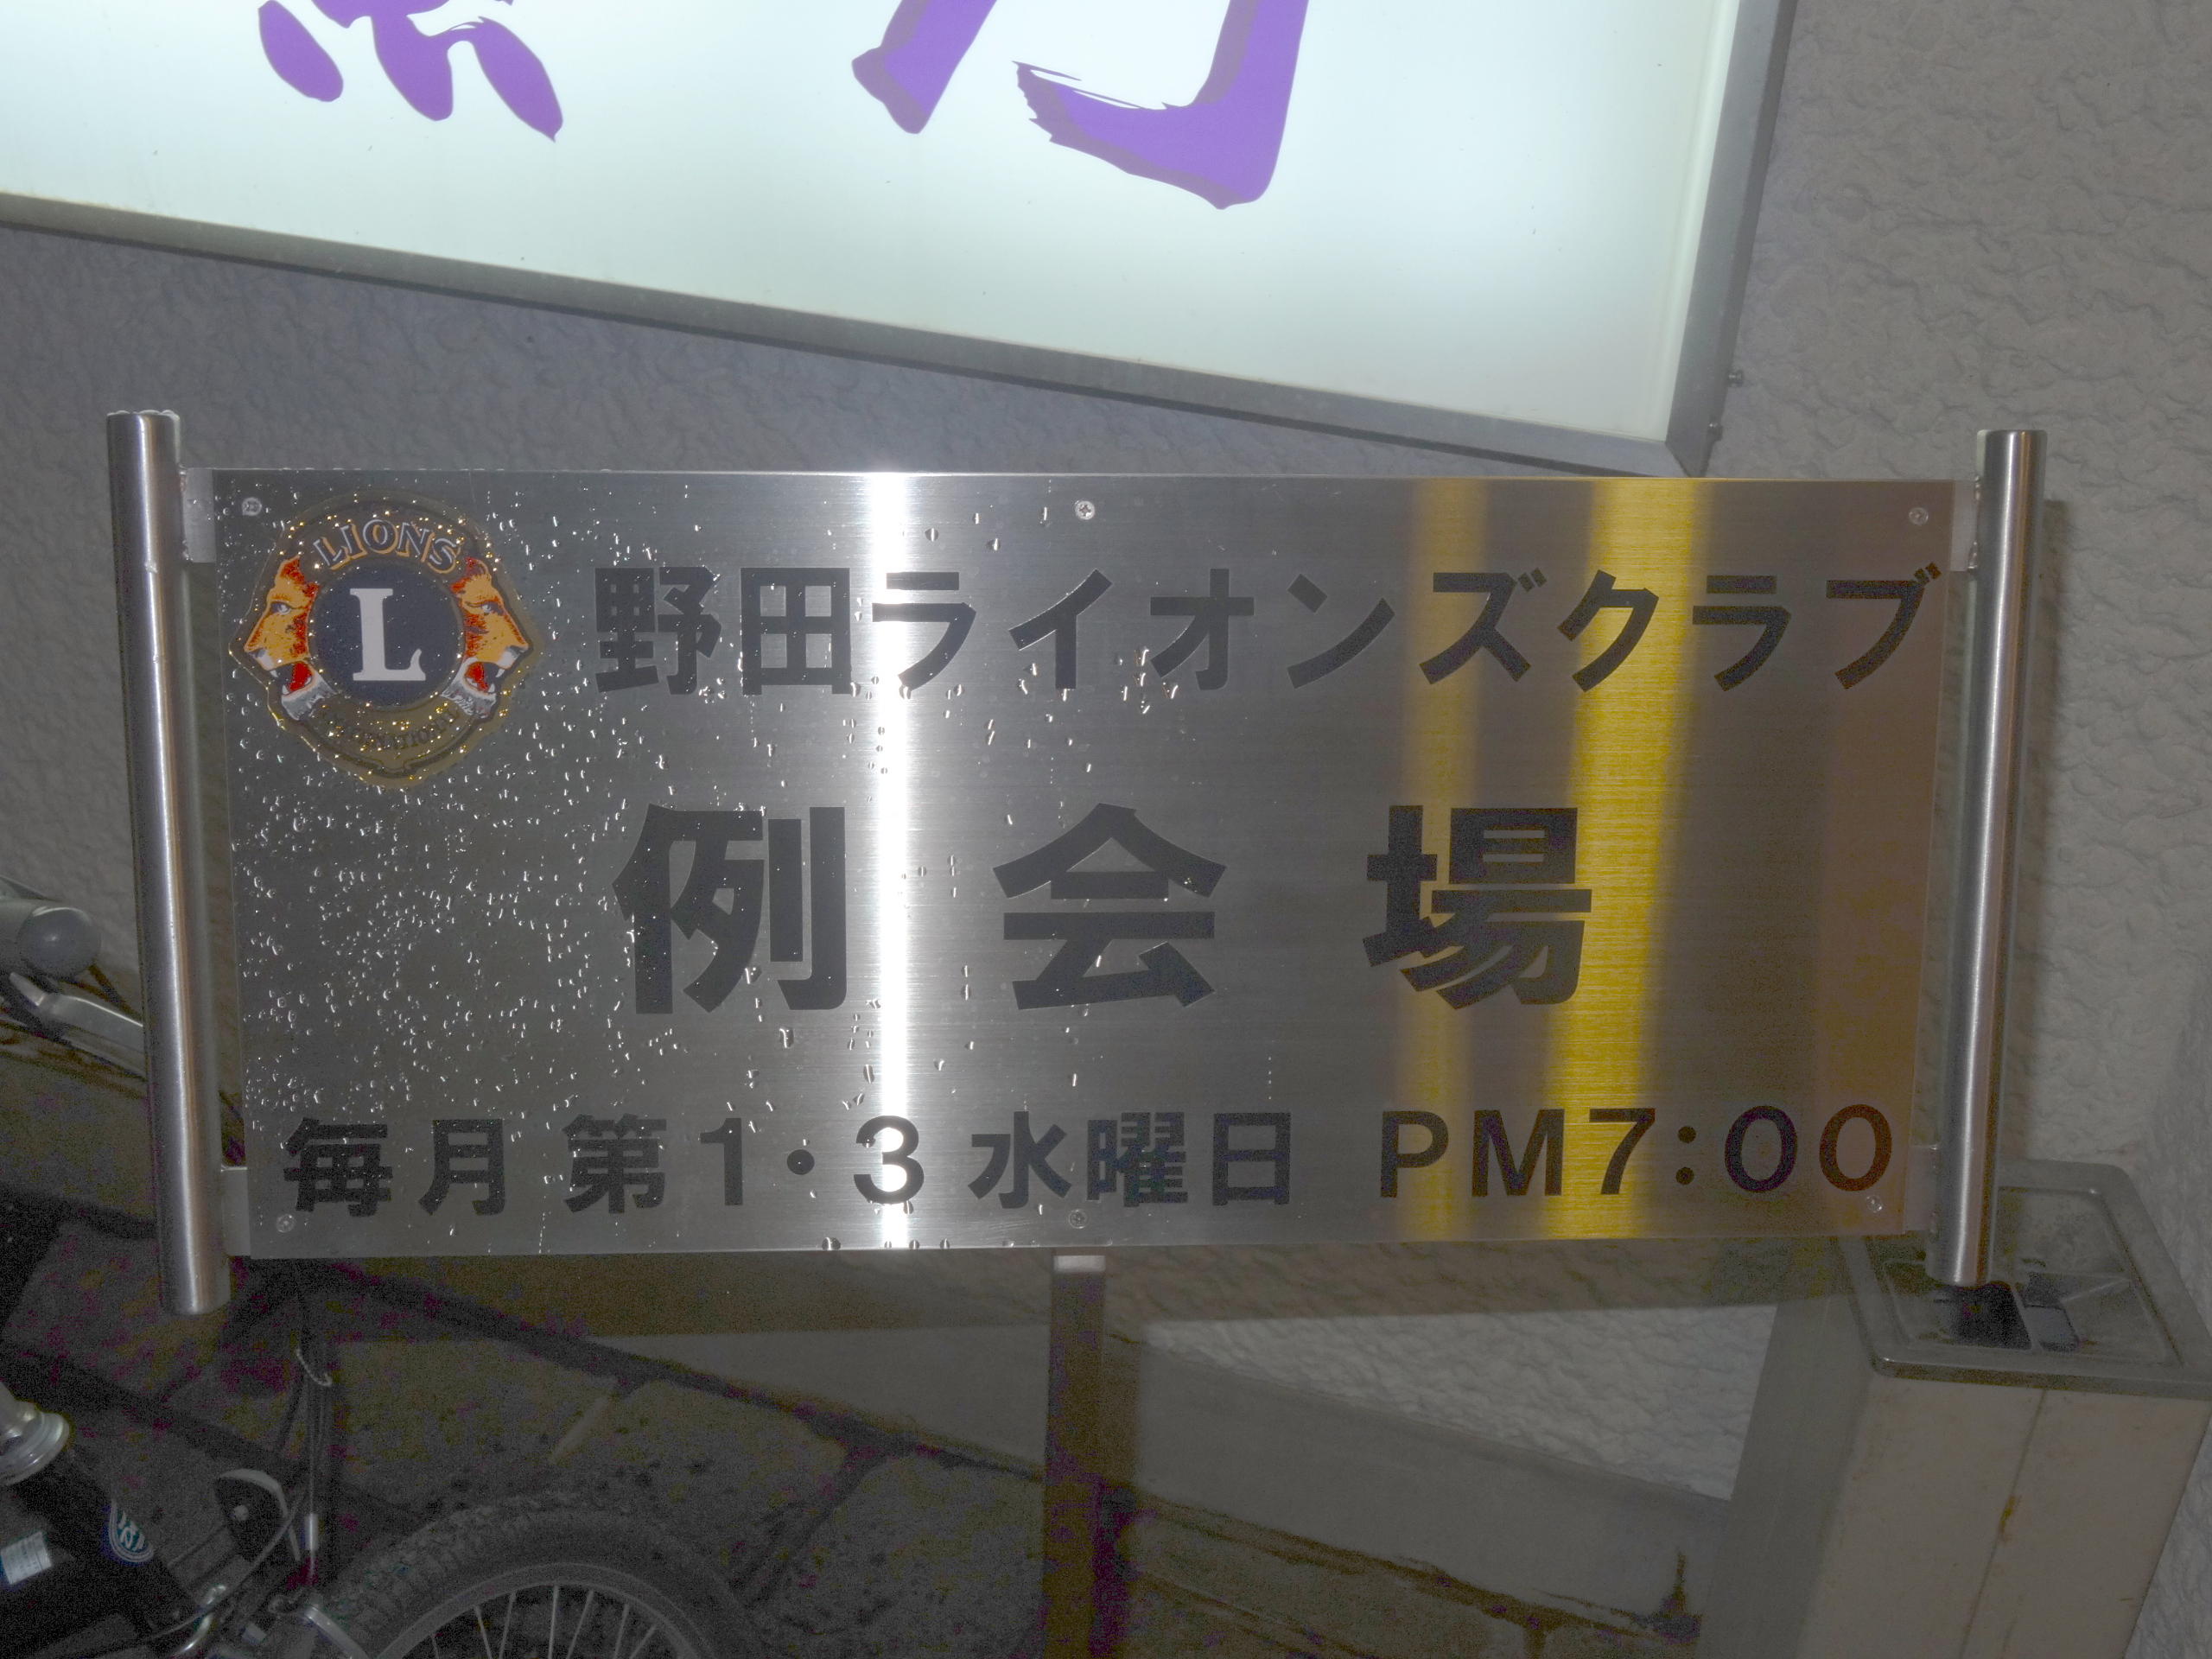 LIONS
L
INTERNATIONAL
野田ライオンズクラブ
例会場
毎月 第1・3 水曜日 PM7:00